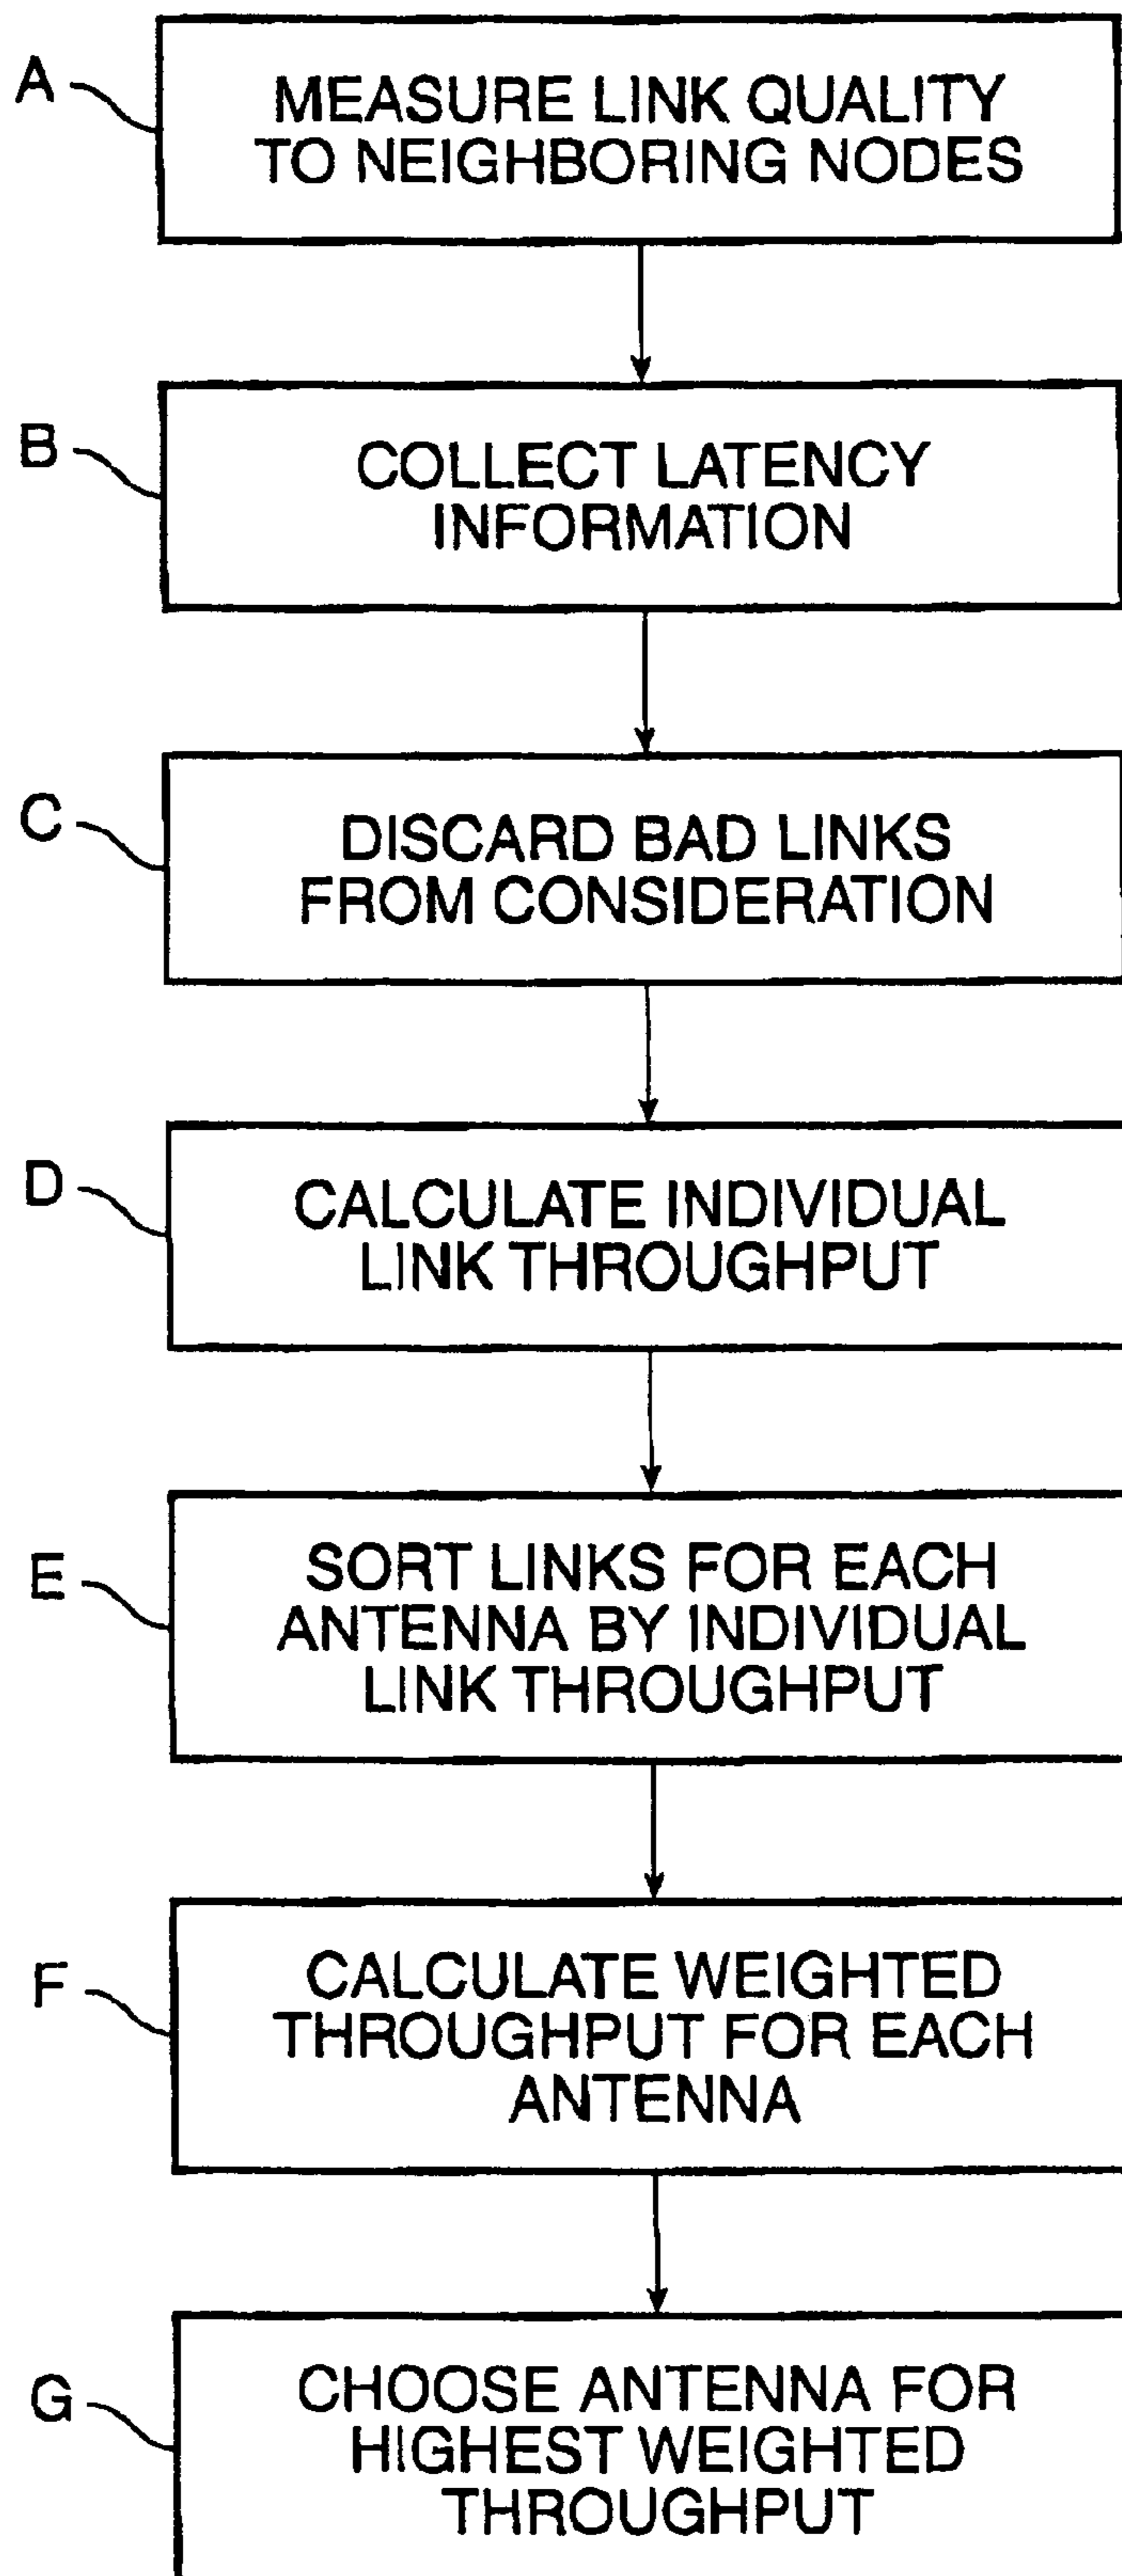 A
MEASURE LINK QUALITY
TO NEIGHBORING NODES
B
COLLECT LATENCY
INFORMATION
C
DISCARD BAD LINKS
FROM CONSIDERATION
D
CALCULATE INDIVIDUAL
LINK THROUGHPUT
E
SORT LINKS FOR EACH
ANTENNA BY INDIVIDUAL
LINK THROUGHPUT
F
CALCULATE WEIGHTED
THROUGHPUT FOR EACH
ANTENNA
G
CHOOSE ANTENNA FOR
HIGHEST WEIGHTED
THROUGHPUT